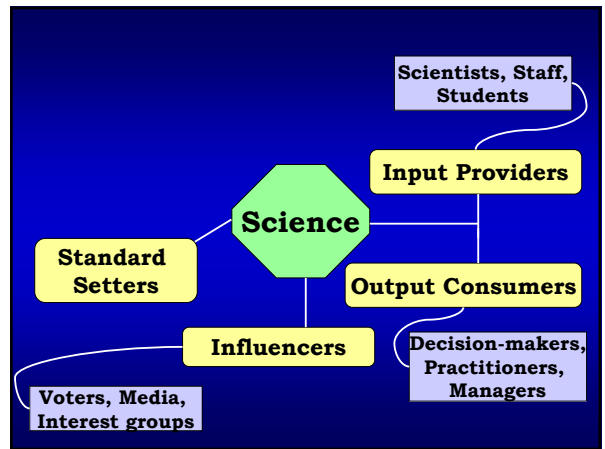 Scientists, Staff,
Students
Input Providers
Science
Standard
Setters
Output Consumers
Influencers
Decision-makers,
Practitioners,
Managers
Voters, Media,
Interest groups